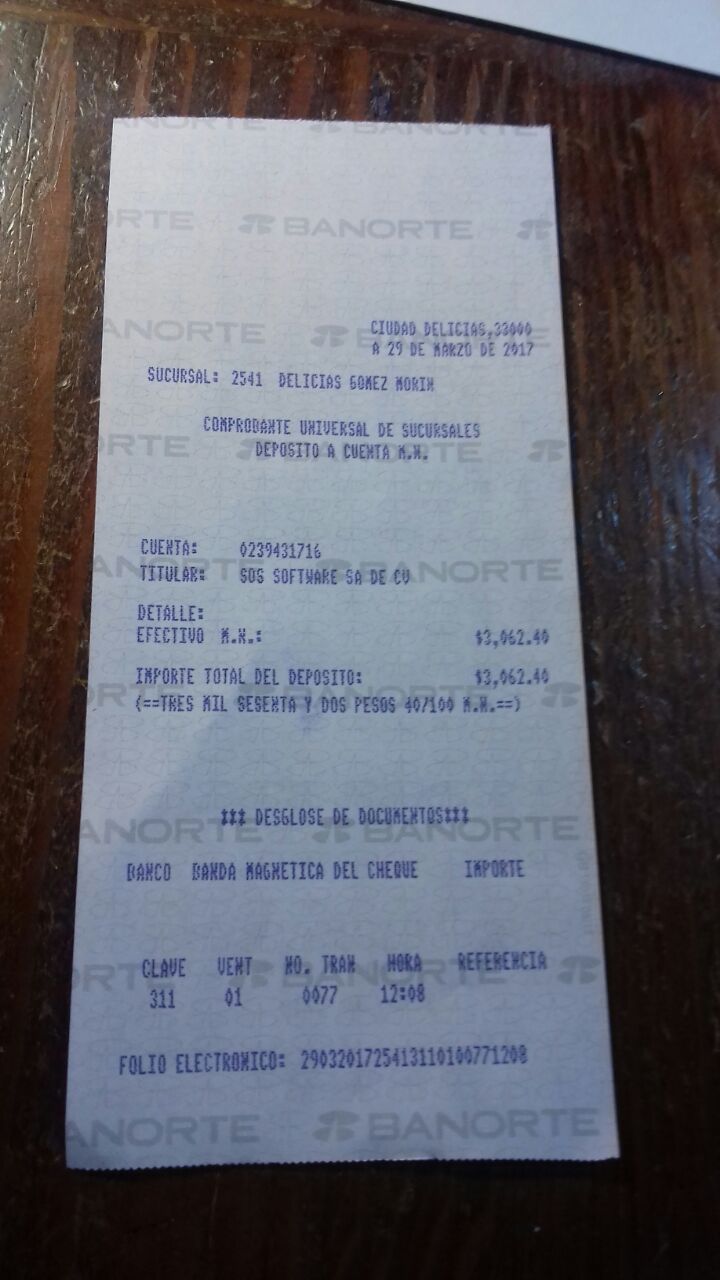 CIUDAD DELICIAS,33000
A 29 DE MARZO DE 2017
SUCURSAL: 2541 DELICIAS GOMEZ MORIN
COMPROBANTE UNIVERSAL DE SUCURSALES
DEPOSITO A CUENTA M.N.
CUENTA: 0239431716
TITULAR: SOS SOFTWARE SA DE CV
DETALLE:
EFECTIVO M.N.: $3,062.40
IMPORTE TOTAL DEL DEPOSITO: $3,062.40
(==TRES MIL SESENTA Y DOS PESOS 40/100 M.N.==)
*** DESGLOSE DE DOCUMENTOS***
BANCO BANDA MAGNETICA DEL CHEQUE IMPORTE
CLAVE VENT NO. TRAN HORA REFERENCIA
311 01 0077 12:08
FOLIO ELECTRONICO: 2903201725413110100771208
BANORTE